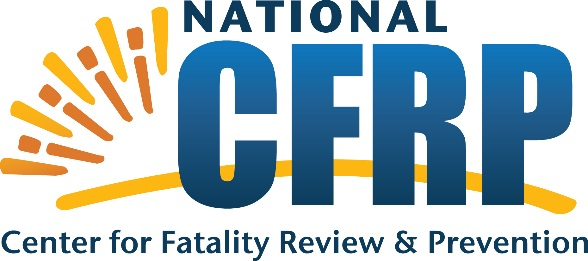 NATIONAL
CFRP
Center for Fatality Review & Prevention